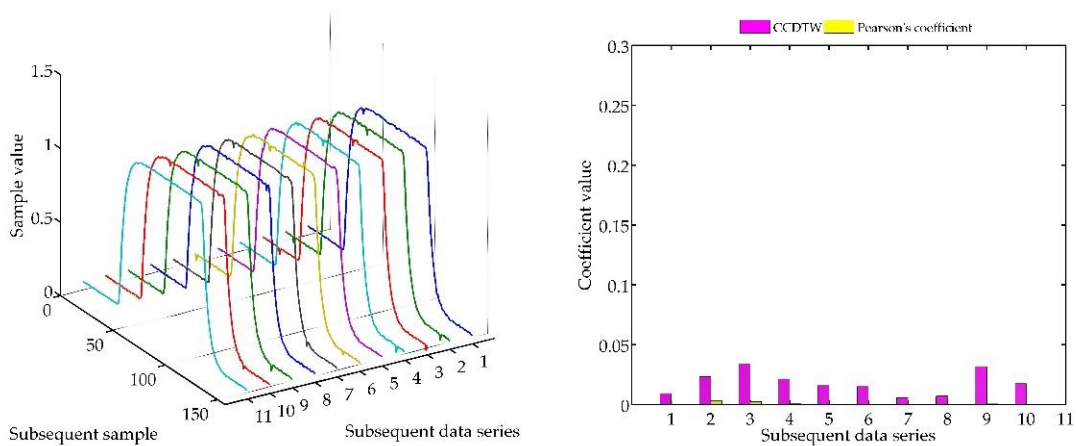 1.5
1
0.5
0
Sample value
0
50
100
150
Subsequent sample
11 10 9 8 7 6 5 4 3 2 1
Subsequent data series
CCDTW Pearson's coefficient
0.3
0.25
0.2
0.15
0.1
0.05
0
Coefficient value
1 2 3 4 5 6 7 8 9 10 11
Subsequent data series